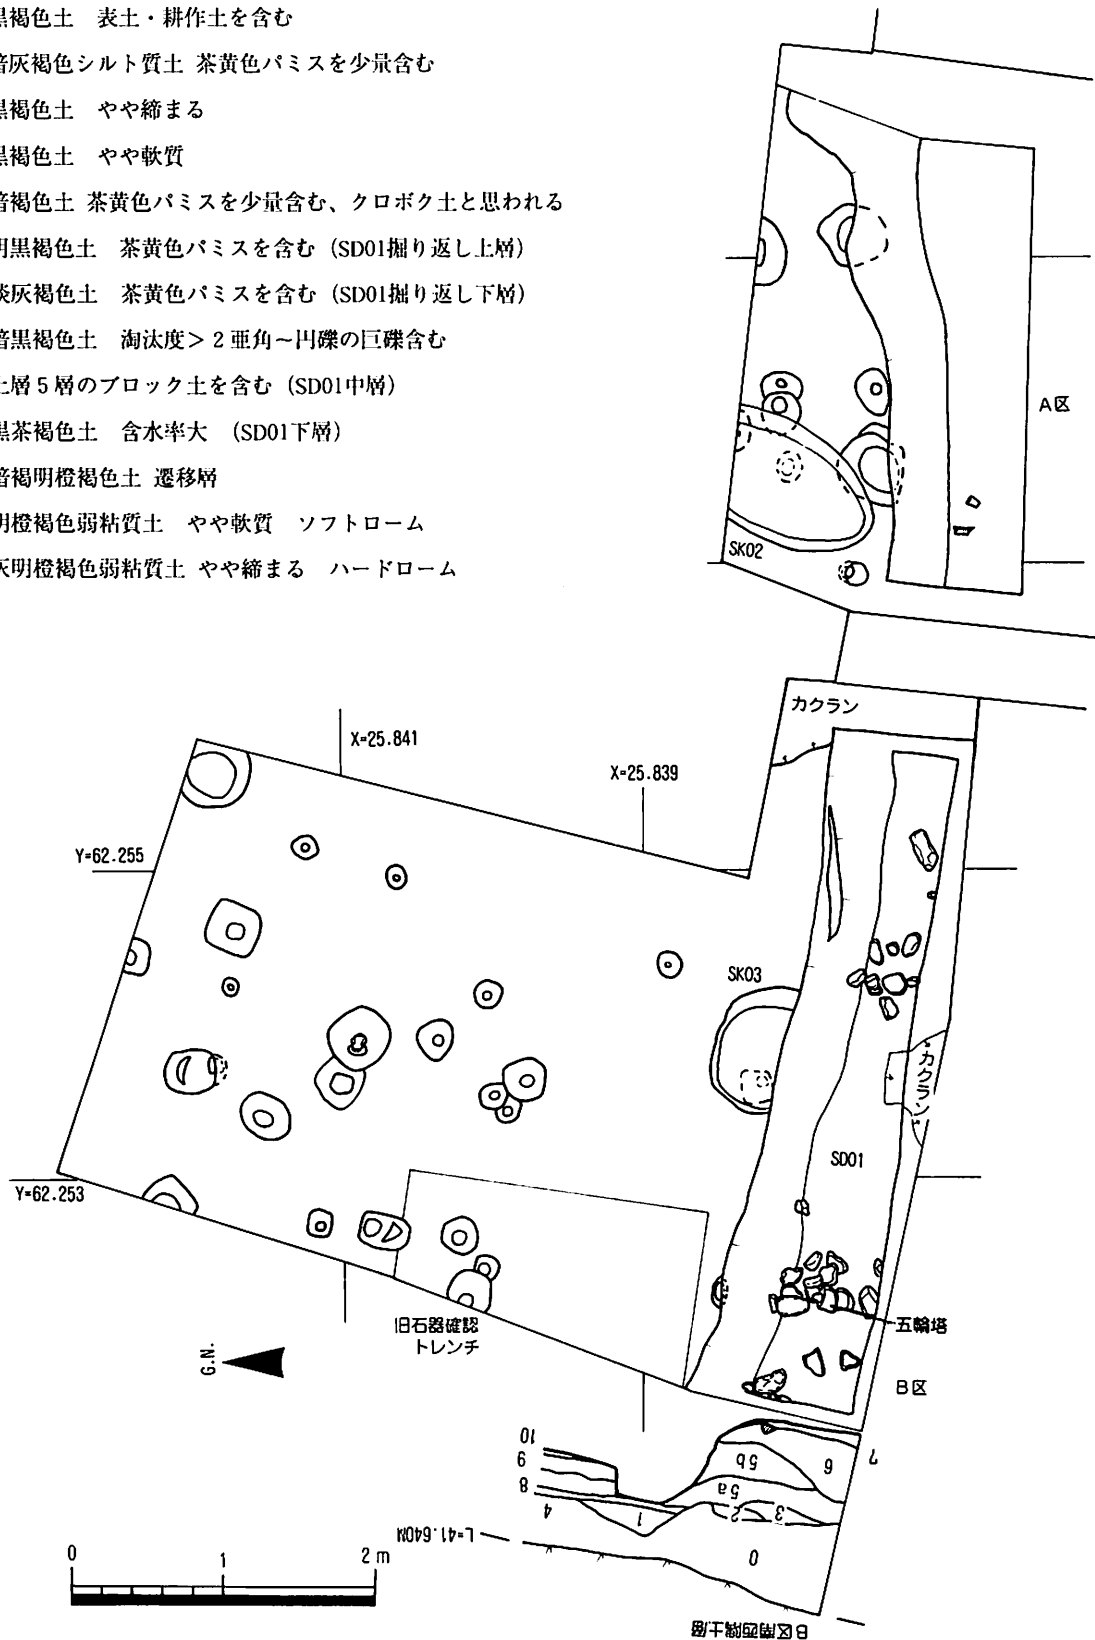 黒褐色土　表土・耕作土を含む
暗灰褐色シルト質土 茶黄色パミスを少量含む
黒褐色土　やや締まる
黒褐色土　やや軟質
暗褐色土 茶黄色パミスを少量含む、クロボク土と思われる
明黒褐色土　茶黄色パミスを含む（SD01掘り返し上層）
淡灰褐色土　茶黄色パミスを含む（SD01掘り返し下層）
暗黒褐色土　淘汰度＞２亜角～円礫の巨礫含む
土層５層のブロック土を含む（SD01中層）
黒茶褐色土　含水率大　（SD01下層）
暗褐明橙褐色土 遷移層
明橙褐色弱粘質土　やや軟質　ソフトローム
灰明橙褐色弱粘質土 やや締まる　ハードローム
A区
SK02
カクラン
X=25.841
X=25.839
Y=62.255
SK03
カクラン
SD01
Y=62.253
旧石器確認
トレンチ
五輪塔
G.N.
B区
10
9
8
4
1
2
3
5a
5b
6
7
0
L=41.640M
0 1 2 m
B区南西隅土層